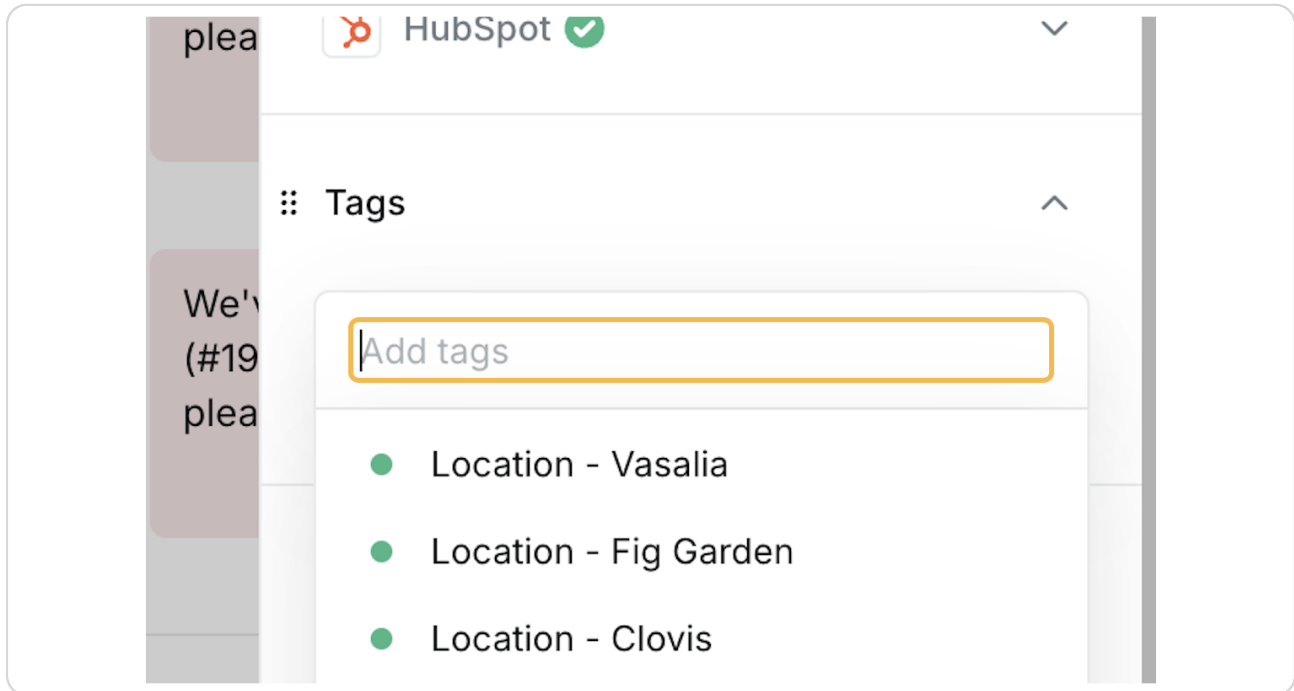 plea
HubSpot
Tags
We'
(#19
plea
Add tags
Location - Vasalia
Location - Fig Garden
Location - Clovis